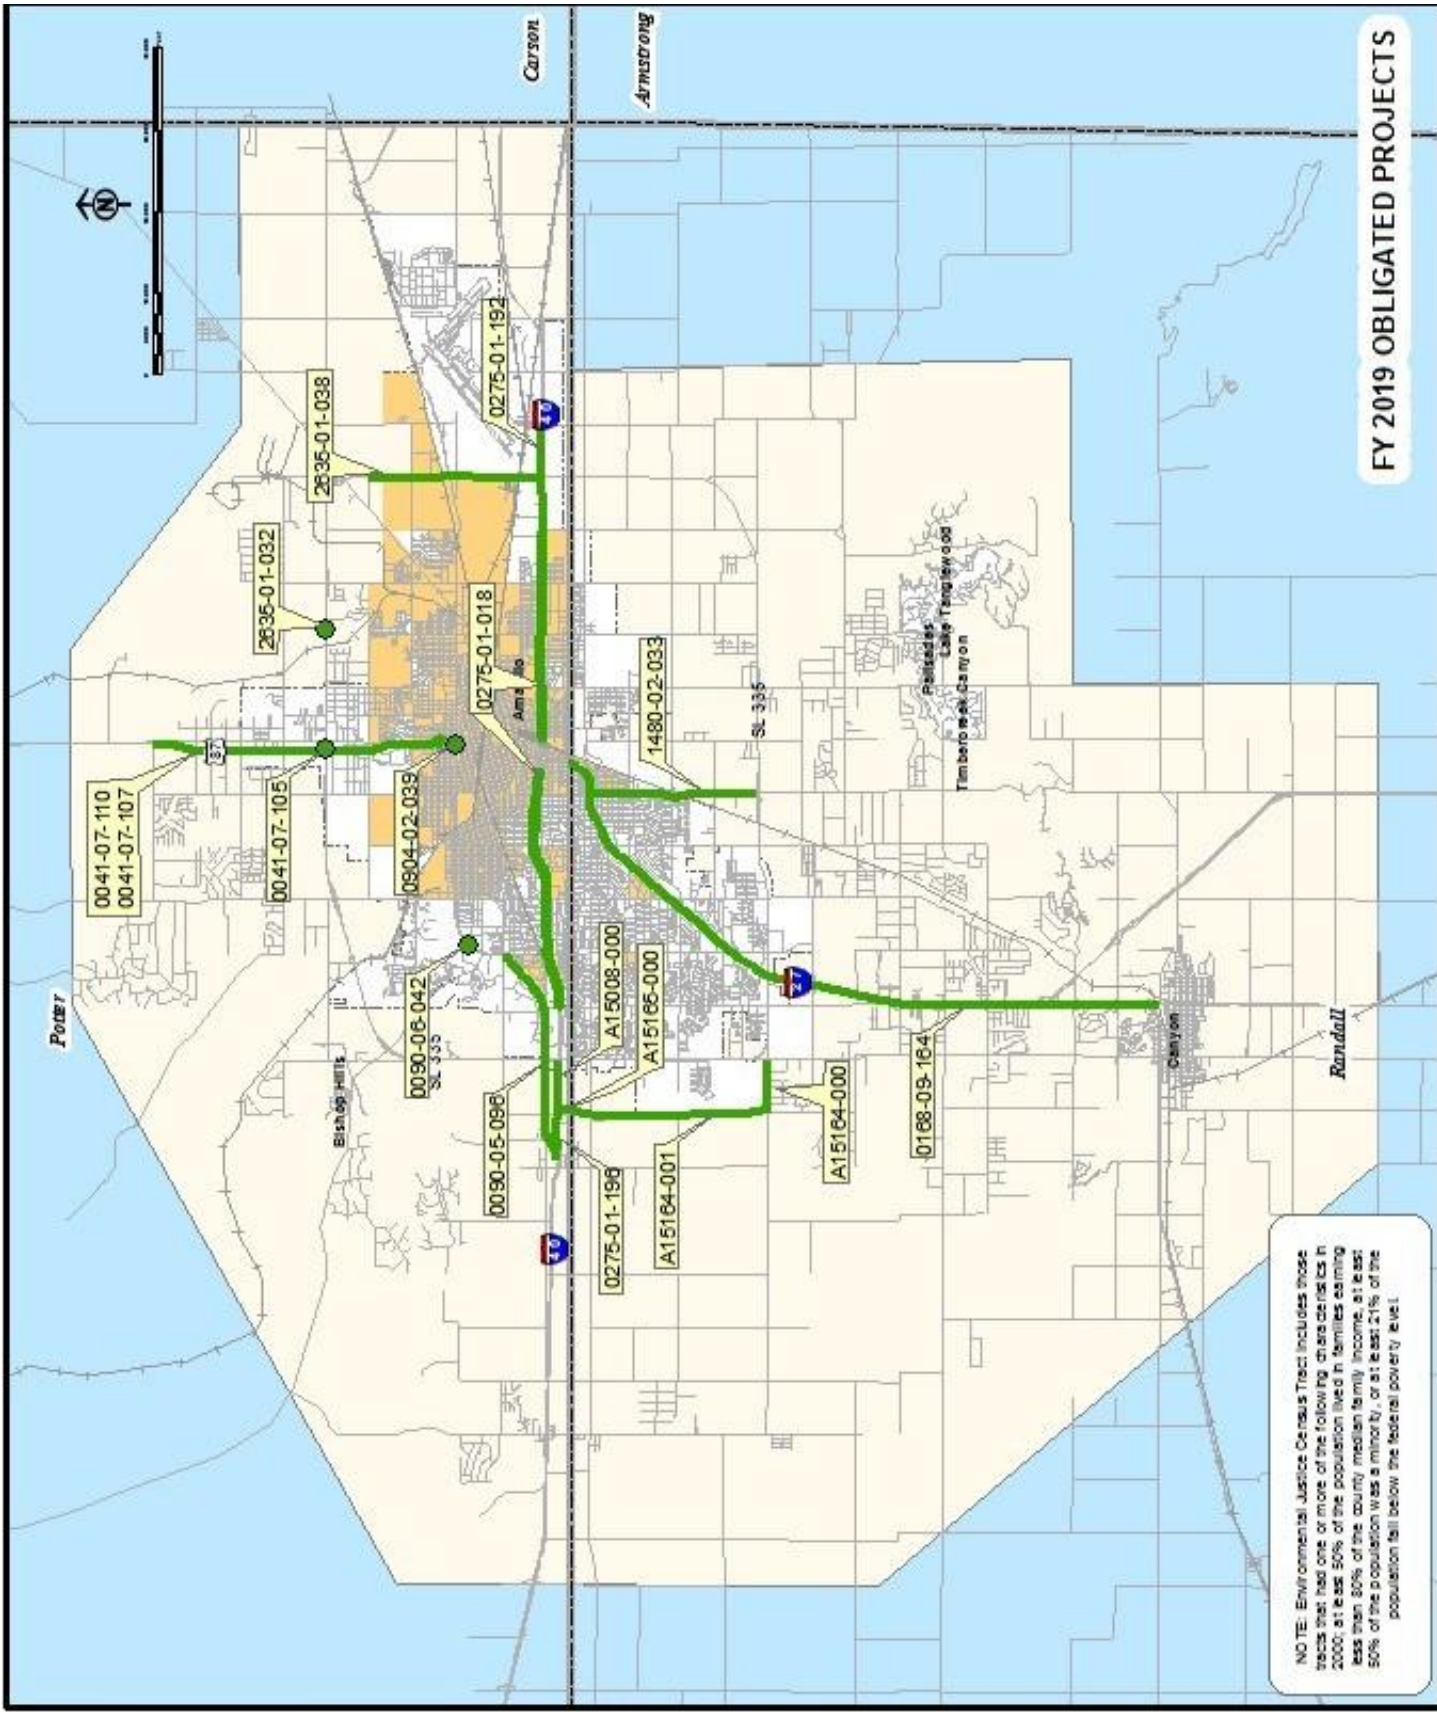 Potter
Carson
Armstrong
N
0041-07-110
0041-07-107
87
2635-01-032
2635-01-038
0041-07-105
0904-02-039
0275-01-192
40
0275-01-018
0090-06-042
SL 335
Bishop Hills
0090-05-096
A15008-000
A15165-000
40
0275-01-196
A15164-001
A15164-000
1480-02-033
SL 335
27
0168-09-164
Palisades
Lake Tanglewood
Timbercreek Canyon
Canyon
Randall
NOTE: Environmental Justice Census Tract includes those
tracts that had one or more of the following characteristics in
2000; at least 50% of the population lived in families earning
less than 80% of the county median family income, at least
50% of the population was a minority, or at least 21% of the
population fall below the federal poverty level.
FY 2019 OBLIGATED PROJECTS